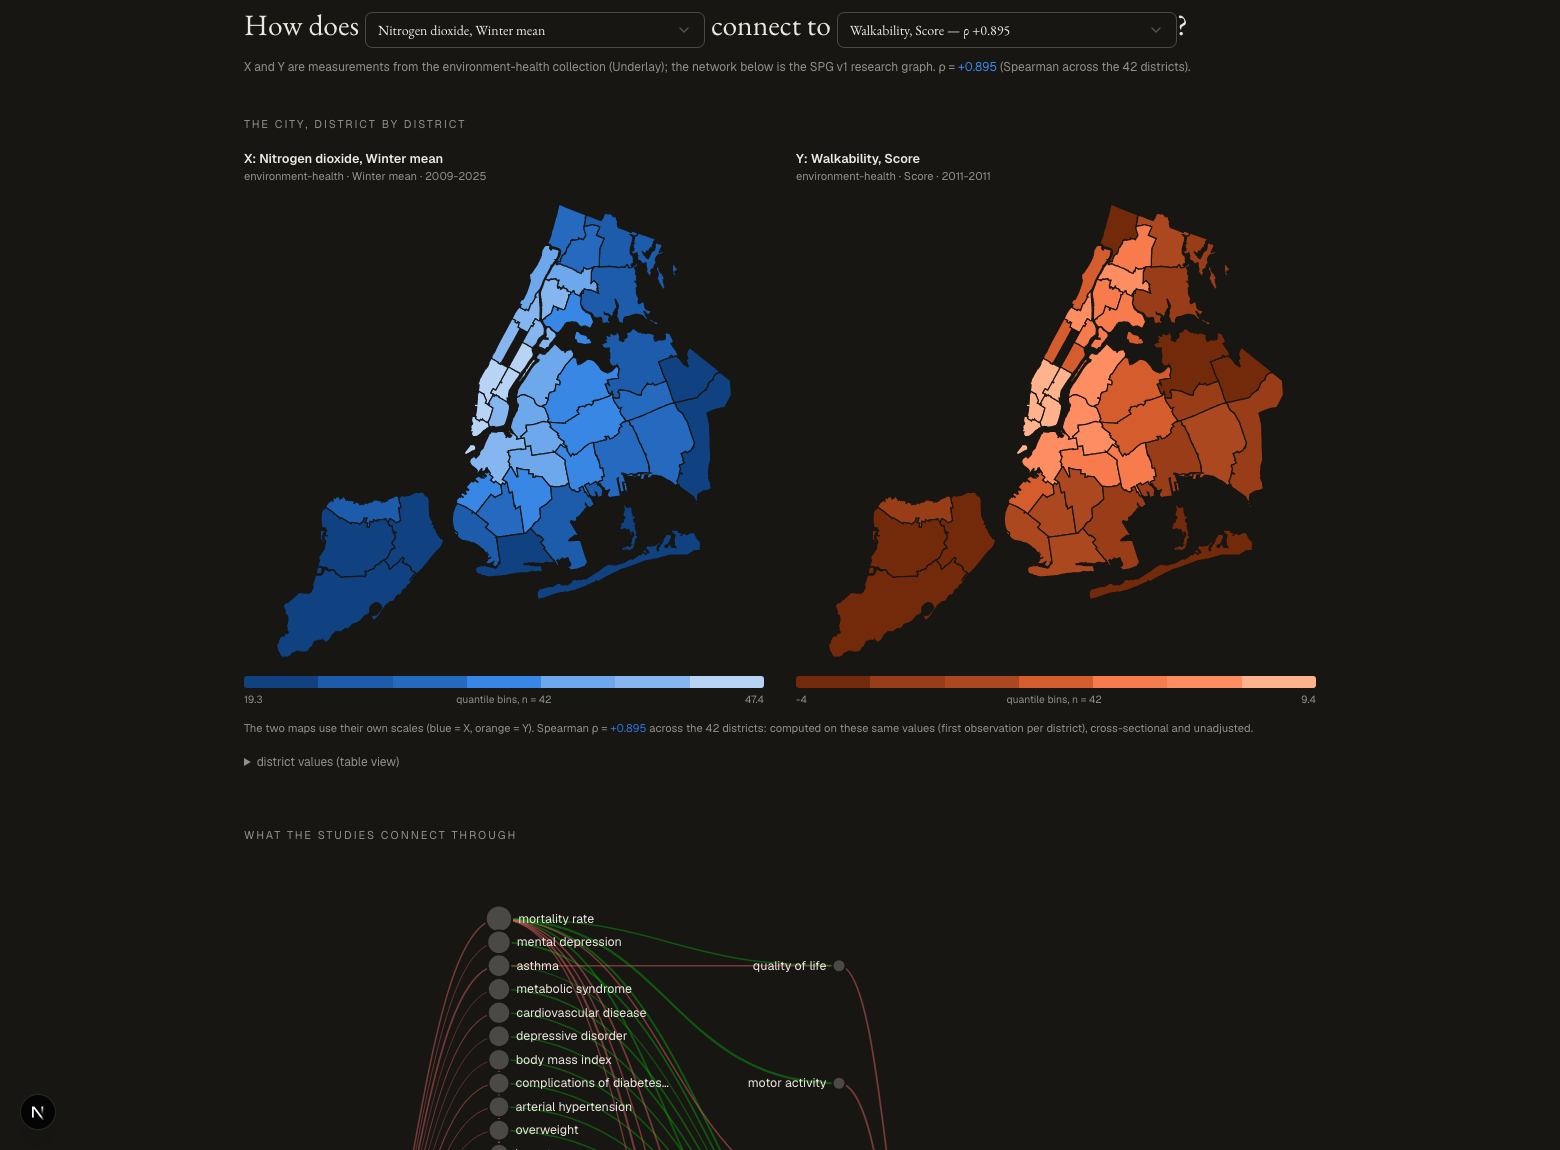 How does Nitrogen dioxide, Winter mean connect to Walkability, Score — ρ +0.895 ?
X and Y are measurements from the environment-health collection (Underlay); the network below is the SPG v1 research graph. ρ = +0.895 (Spearman across the 42 districts).
THE CITY, DISTRICT BY DISTRICT
X: Nitrogen dioxide, Winter mean
environment-health · Winter mean · 2009-2025
Y: Walkability, Score
environment-health · Score · 2011-2011
19.3 quantile bins, n = 42 47.4
-4 quantile bins, n = 42 9.4
The two maps use their own scales (blue = X, orange = Y). Spearman ρ = +0.895 across the 42 districts: computed on these same values (first observation per district), cross-sectional and unadjusted.
▶ district values (table view)
WHAT THE STUDIES CONNECT THROUGH
mortality rate
mental depression
asthma
quality of life
metabolic syndrome
cardiovascular disease
depressive disorder
body mass index
complications of diabetes…
motor activity
arterial hypertension
overweight
N